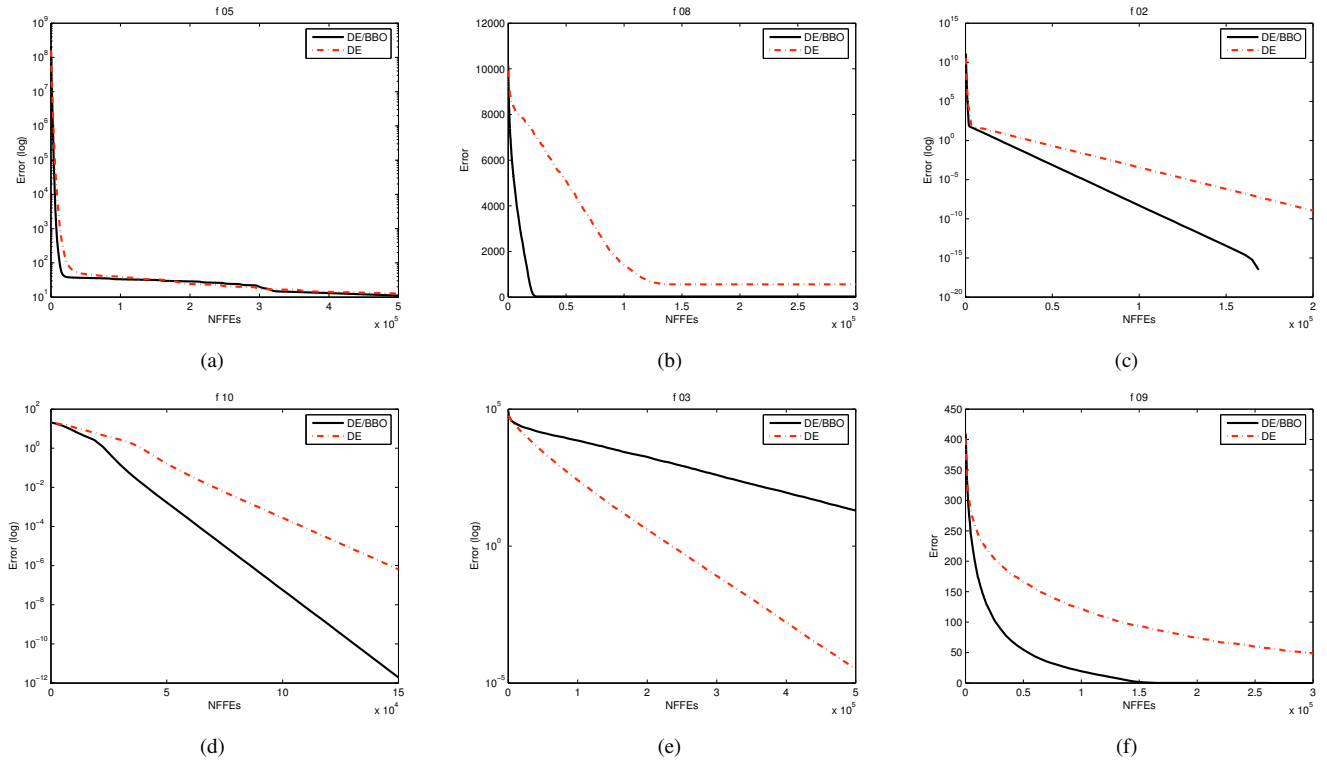 f 05
10^9
10^8
10^7
10^6
10^5
10^4
10^3
10^2
10^1
Error (log)
0 1 2 3 4 5
NFFEs
x 10^5
DE/BBO
DE
(a)
f 08
12000
10000
8000
6000
4000
2000
0
Error
0 0.5 1 1.5 2 2.5 3
NFFEs
x 10^5
DE/BBO
DE
(b)
f 02
10^15
10^10
10^5
10^0
10^-5
10^-10
10^-15
10^-20
Error (log)
0 0.5 1 1.5 2
NFFEs
x 10^5
DE/BBO
DE
(c)
f 10
10^2
10^0
10^-2
10^-4
10^-6
10^-8
10^-10
10^-12
Error (log)
0 5 10 15
NFFEs
x 10^4
DE/BBO
DE
(d)
f 03
10^5
10^0
10^-5
Error (log)
0 1 2 3 4 5
NFFEs
x 10^5
DE/BBO
DE
(e)
f 09
450
400
350
300
250
200
150
100
50
0
Error
0 0.5 1 1.5 2 2.5 3
NFFEs
x 10^5
DE/BBO
DE
(f)